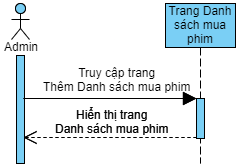 Trang Danh
sách mua
phim
Admin
Truy cập trang
Thêm Danh sách mua phim
Hiển thị trang
Danh sách mua phim